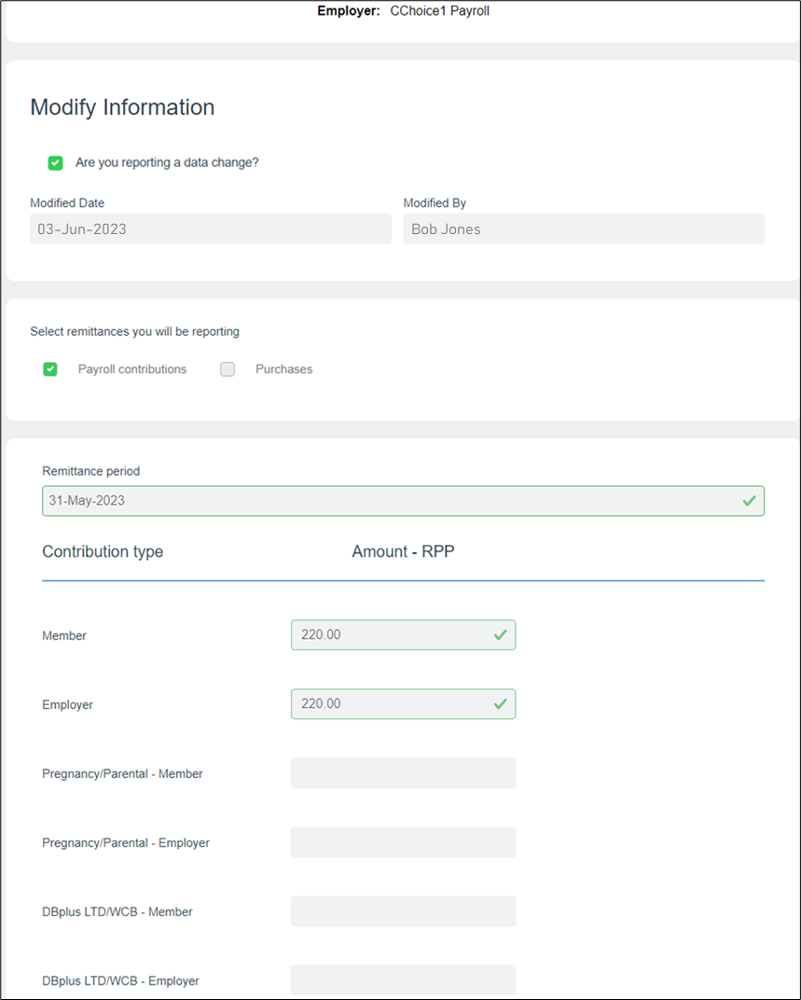 Employer: CChoice1 Payroll
Modify Information
Are you reporting a data change?
Modified Date Modified By
03-Jun-2023 Bob Jones
Select remittances you will be reporting
Payroll contributions Purchases
Remittance period
31-May-2023
Contribution type Amount - RPP
Member 220.00
Employer 220.00
Pregnancy/Parental - Member
Pregnancy/Parental - Employer
DBplus LTD/WCB - Member
DBplus LTD/WCB - Employer